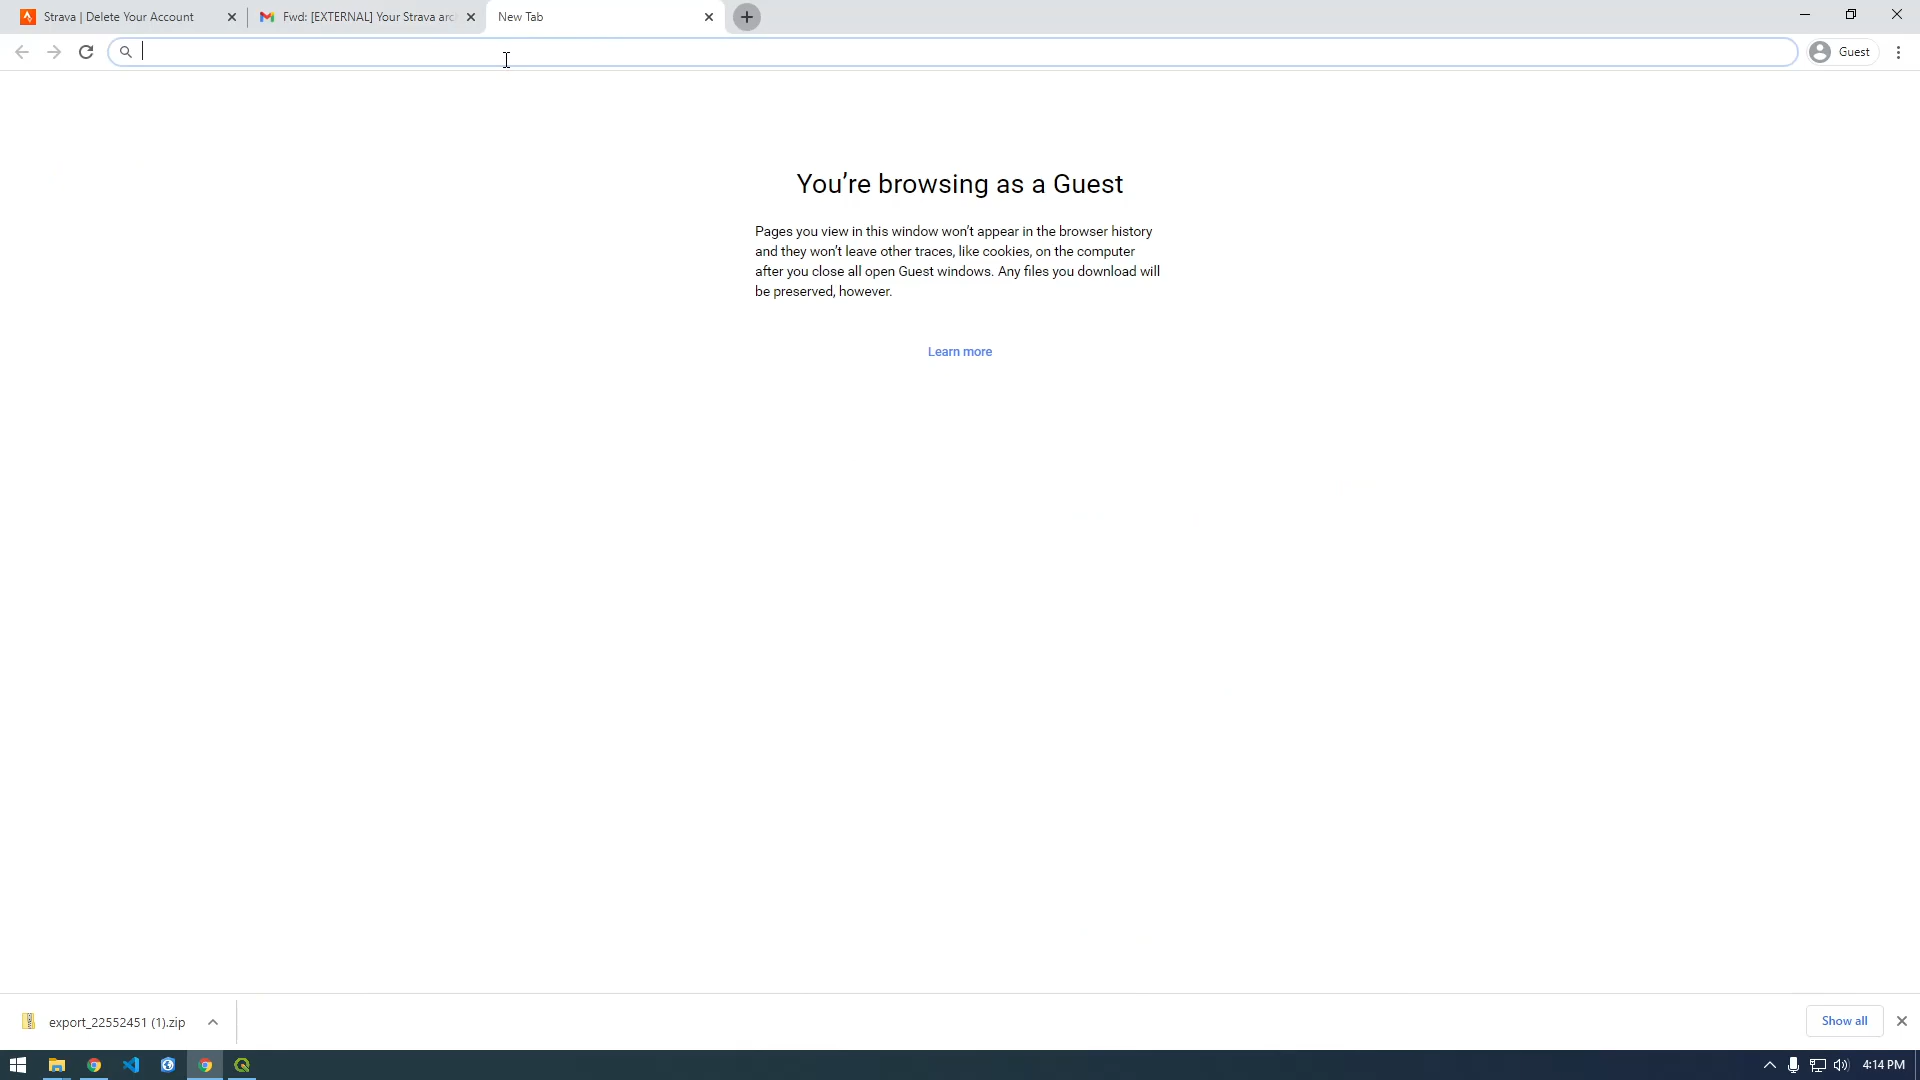 Strava | Delete Your Account
Fwd: [EXTERNAL] Your Strava arc
New Tab
Guest
You’re browsing as a Guest
Pages you view in this window won’t appear in the browser history
and they won’t leave other traces, like cookies, on the computer
after you close all open Guest windows. Any files you download will
be preserved, however.
Learn more
export_22552451 (1).zip
Show all
4:14 PM